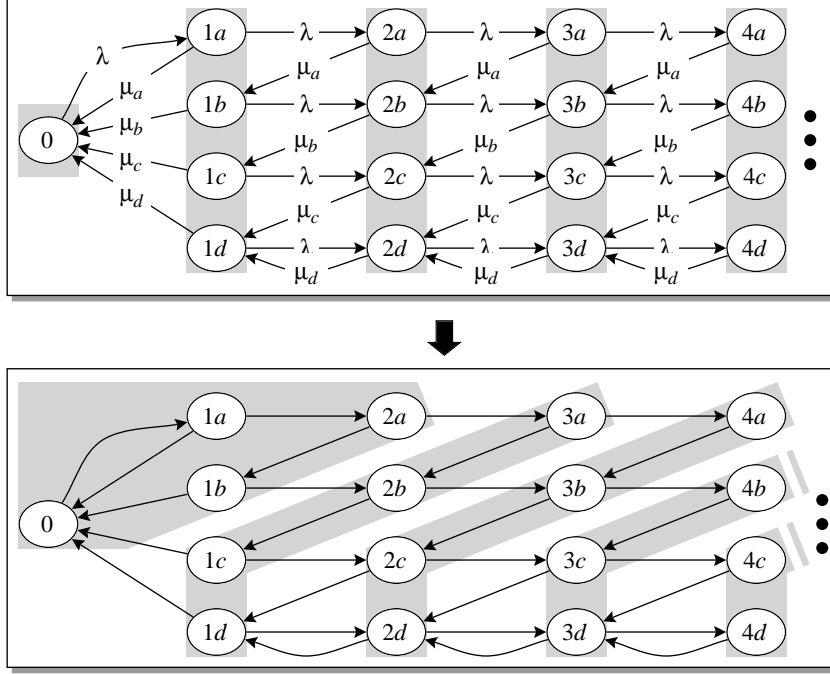 1a λ 2a λ 3a λ 4a
λ
μa μa μa μa
1b λ 2b λ 3b λ 4b
μb
0 μb μb μb
μc
1c λ 2c λ 3c λ 4c
μd
μc μc μc
1d λ 2d λ 3d λ 4d
μd μd μd
1a 2a 3a 4a
1b 2b 3b 4b
0
1c 2c 3c 4c
1d 2d 3d 4d